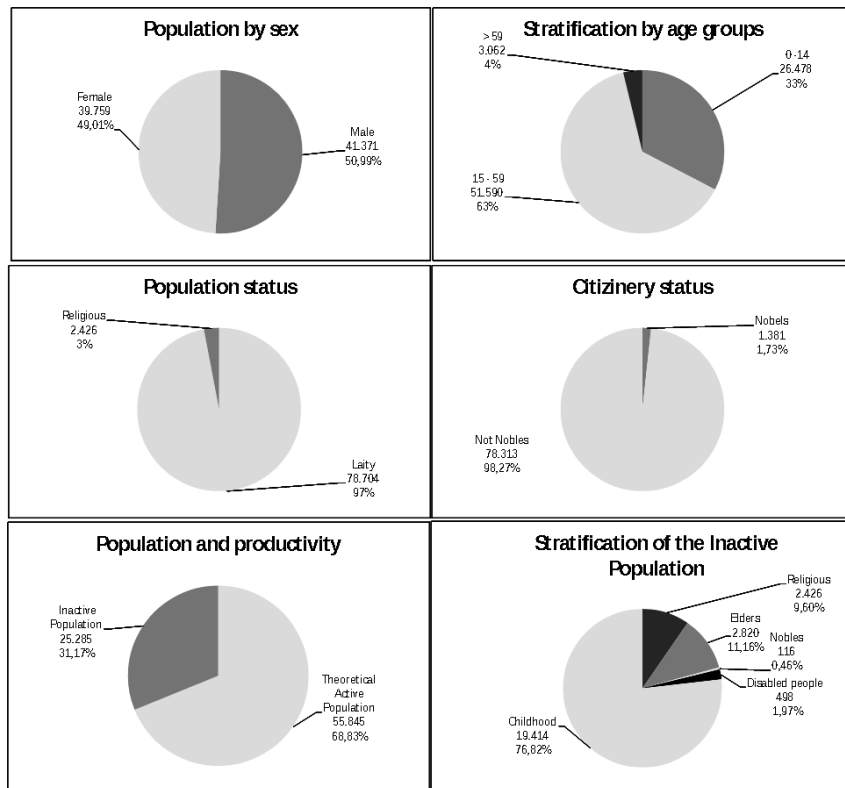 Population by sex
Female
39.759
49,01%
Male
41.371
50,99%
Stratification by age groups
> 59
3.062
4%
0 -14
26.478
33%
15 - 59
51.590
63%
Population status
Religious
2.426
3%
Laity
78.704
97%
Citizinery status
Nobels
1.381
1,73%
Not Nobles
78.313
98,27%
Population and productivity
Inactive
Population
25.285
31,17%
Theoretical
Active
Population
55.845
68,83%
Stratification of the Inactive
Population
Religious
2.426
9,60%
Elders
2.820
11,16%
Nobles
116
0,46%
Disabled people
498
1,97%
Childhood
19.414
76,82%